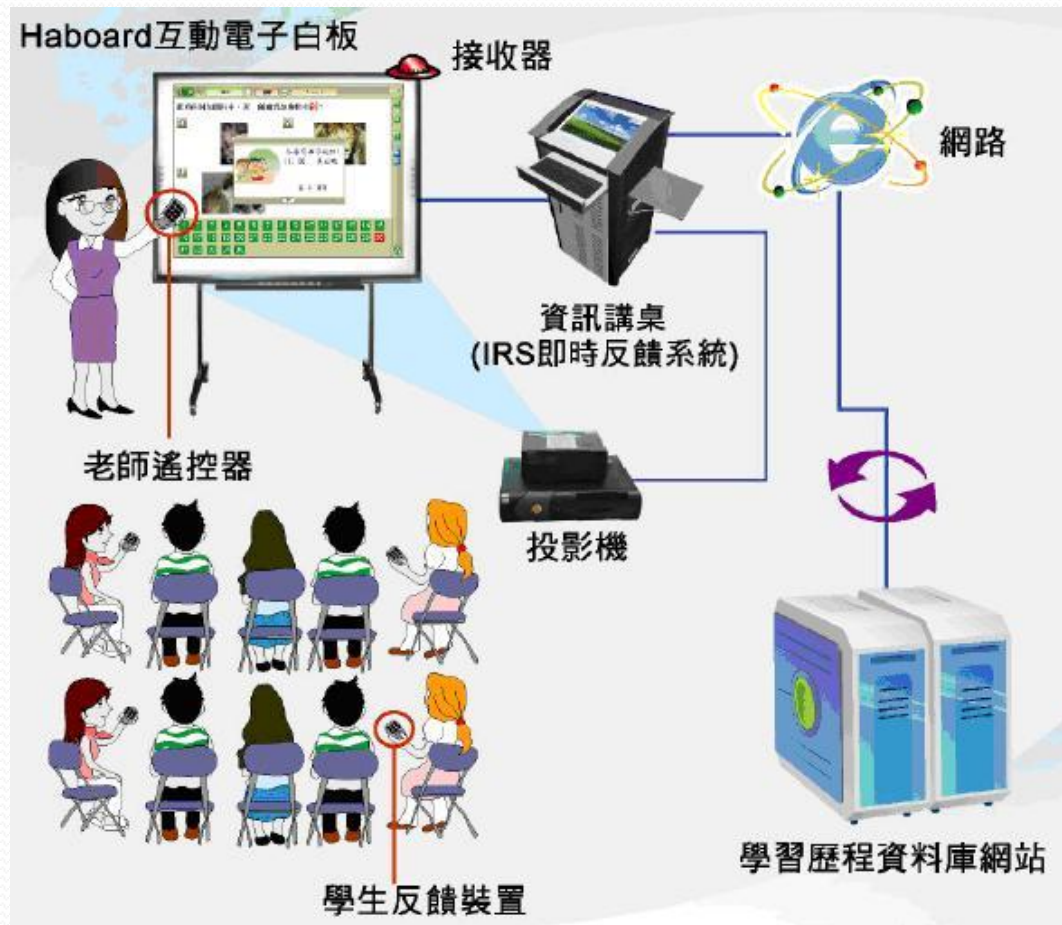 Haboard互動電子白板
接收器
網路
資訊講桌
(IRS即時反饋系統)
老師遙控器
投影機
學習歷程資料庫網站
學生反饋裝置